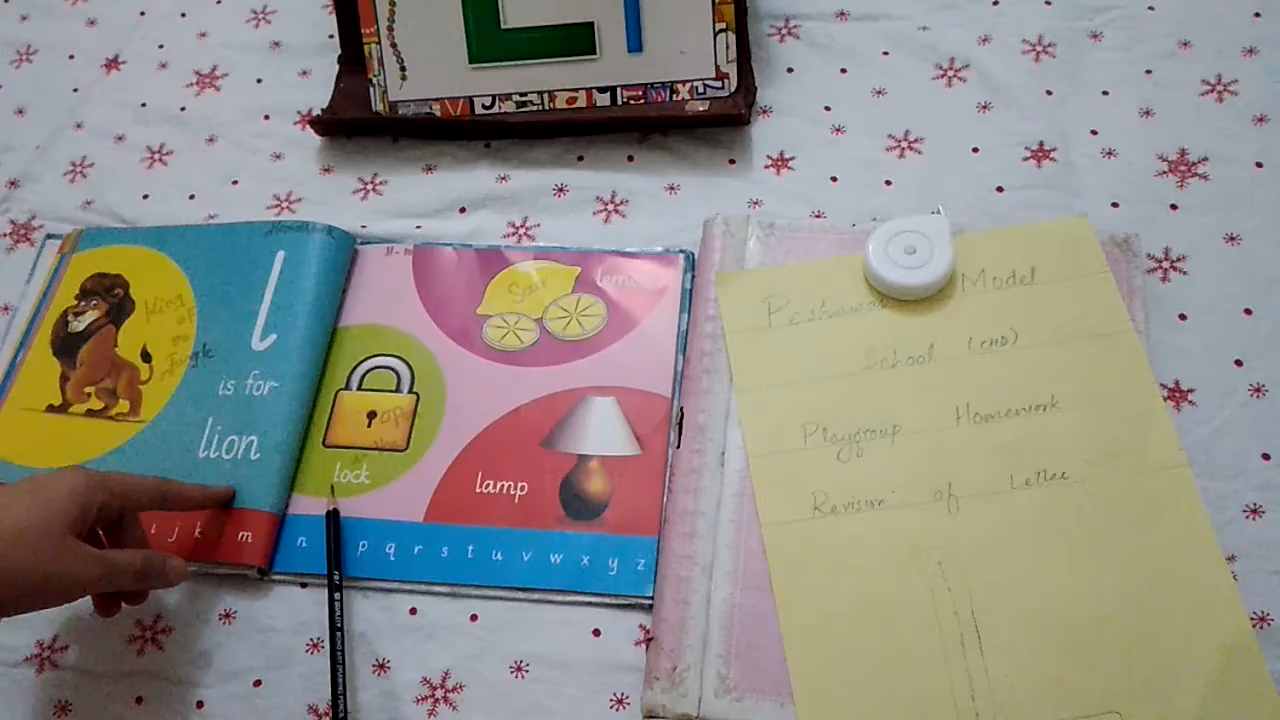 L l
l
is for
lion
King
of
the
Jungle
Sour
lemon
lock
lamp
i j k m
n p q r s t u v w x y z
Peshawar Model
School (CHD)
Playgroup Homework
Revision of Letter